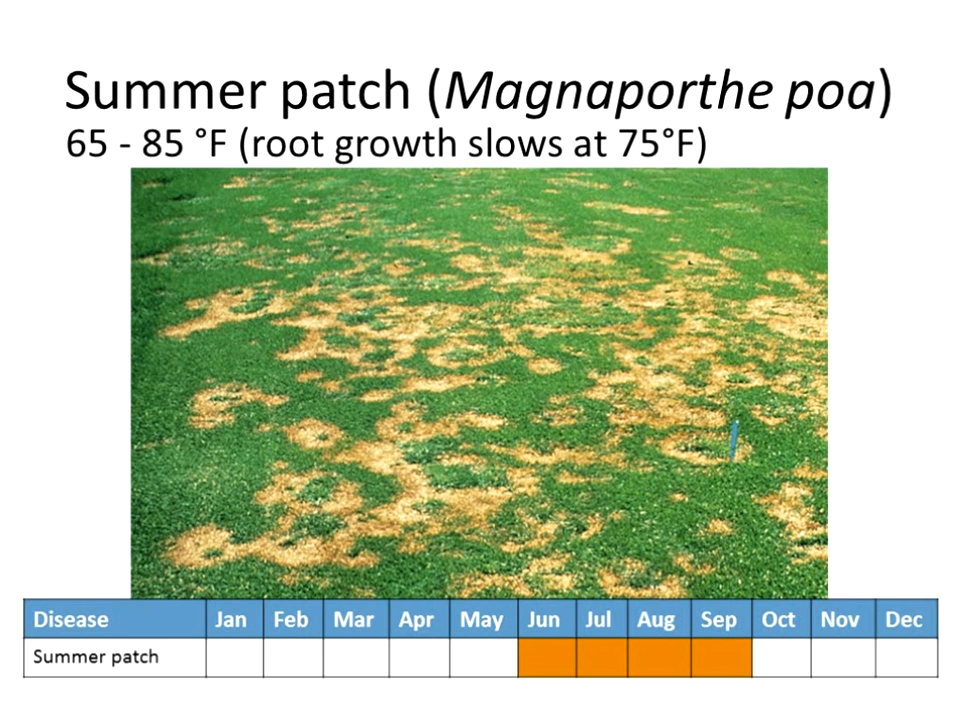 Summer patch (Magnaporthe poa)
65 - 85 °F (root growth slows at 75°F)
Disease Jan Feb Mar Apr May Jun Jul Aug Sep Oct Nov Dec
Summer patch